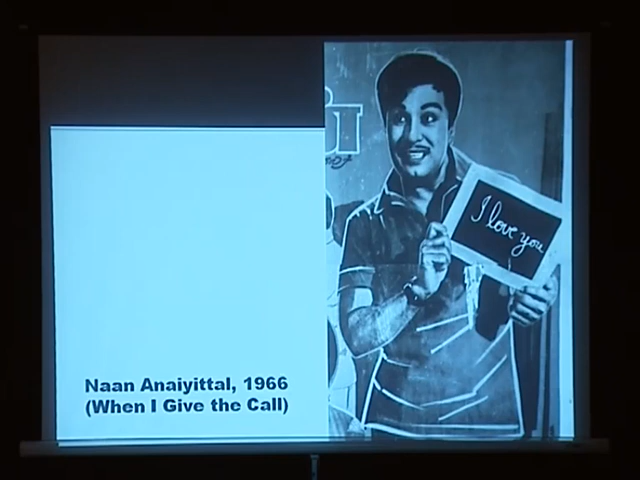 Naan Anaiyittal, 1966
(When I Give the Call)
I love you